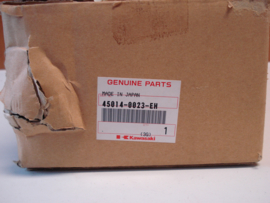 GENUINE PARTS
MADE IN JAPAN
45014-0023-EH
1
Kawasaki